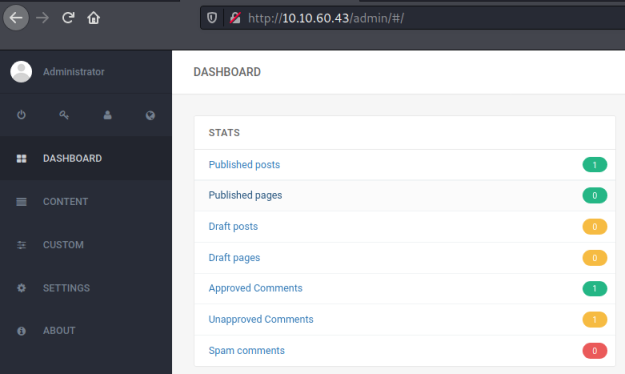 http://10.10.60.43/admin/#/
Administrator
DASHBOARD
CONTENT
CUSTOM
SETTINGS
ABOUT
DASHBOARD
STATS
Published posts 1
Published pages 0
Draft posts 0
Draft pages 0
Approved Comments 1
Unapproved Comments 1
Spam comments 0